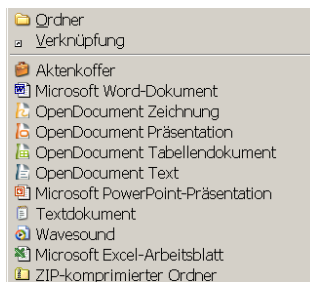 Ordner
Verknüpfung
Aktenkoffer
Microsoft Word-Dokument
OpenDocument Zeichnung
OpenDocument Präsentation
OpenDocument Tabellendokument
OpenDocument Text
Microsoft PowerPoint-Präsentation
Textdokument
Wavesound
Microsoft Excel-Arbeitsblatt
ZIP-komprimierter Ordner